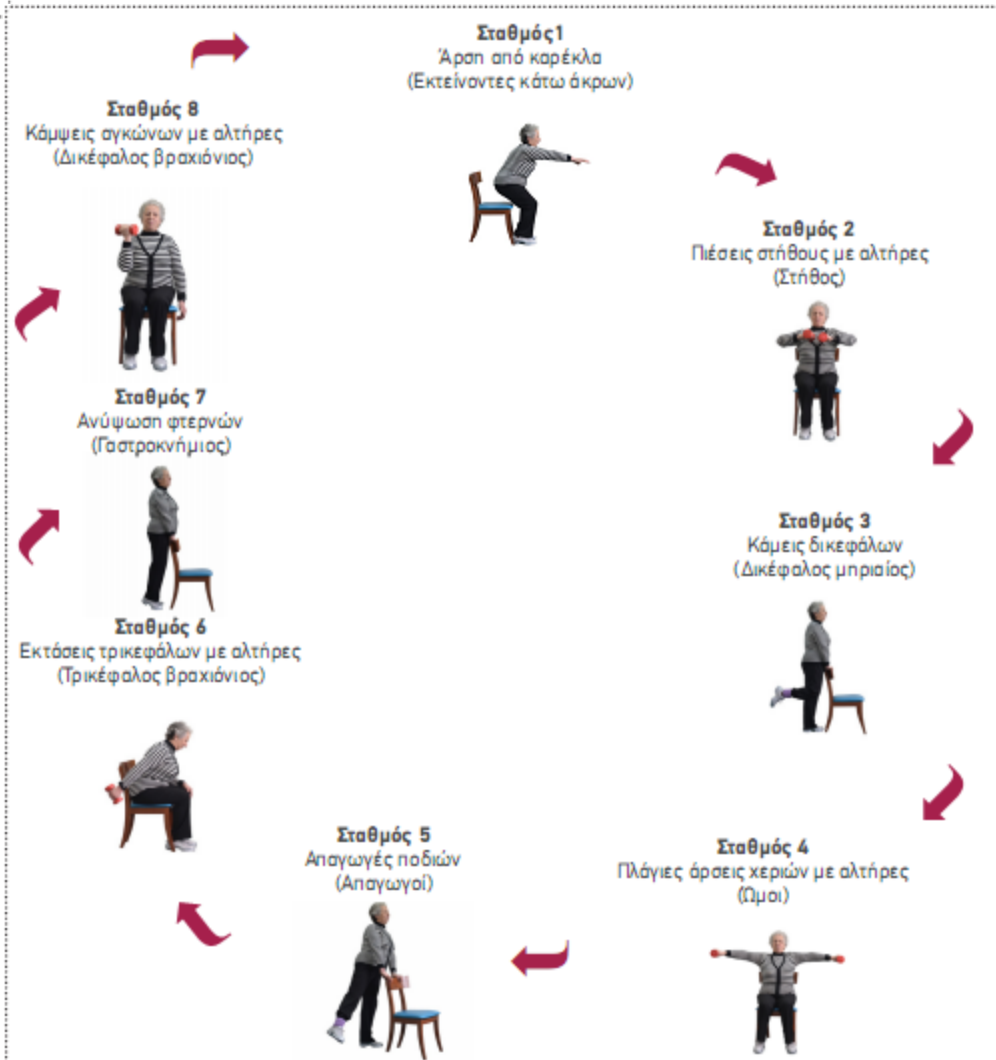 Σταθμός 1
Άρση από καρέκλα
(Εκτείνοντες κάτω άκρων)
Σταθμός 2
Πιέσεις στήθους με αλτήρες
(Στήθος)
Σταθμός 3
Κάμεις δικεφάλων
(Δικέφαλος μηριαίος)
Σταθμός 4
Πλάγιες άρσεις χεριών με αλτήρες
(Ώμοι)
Σταθμός 5
Απαγωγές ποδιών
(Απαγωγοί)
Σταθμός 6
Εκτάσεις τρικεφάλων με αλτήρες
(Τρικέφαλος βραχιόνιος)
Σταθμός 7
Ανύψωση φτερνών
(Γαστροκνήμιος)
Σταθμός 8
Κάμψεις αγκώνων με αλτήρες
(Δικέφαλος βραχιόνιος)